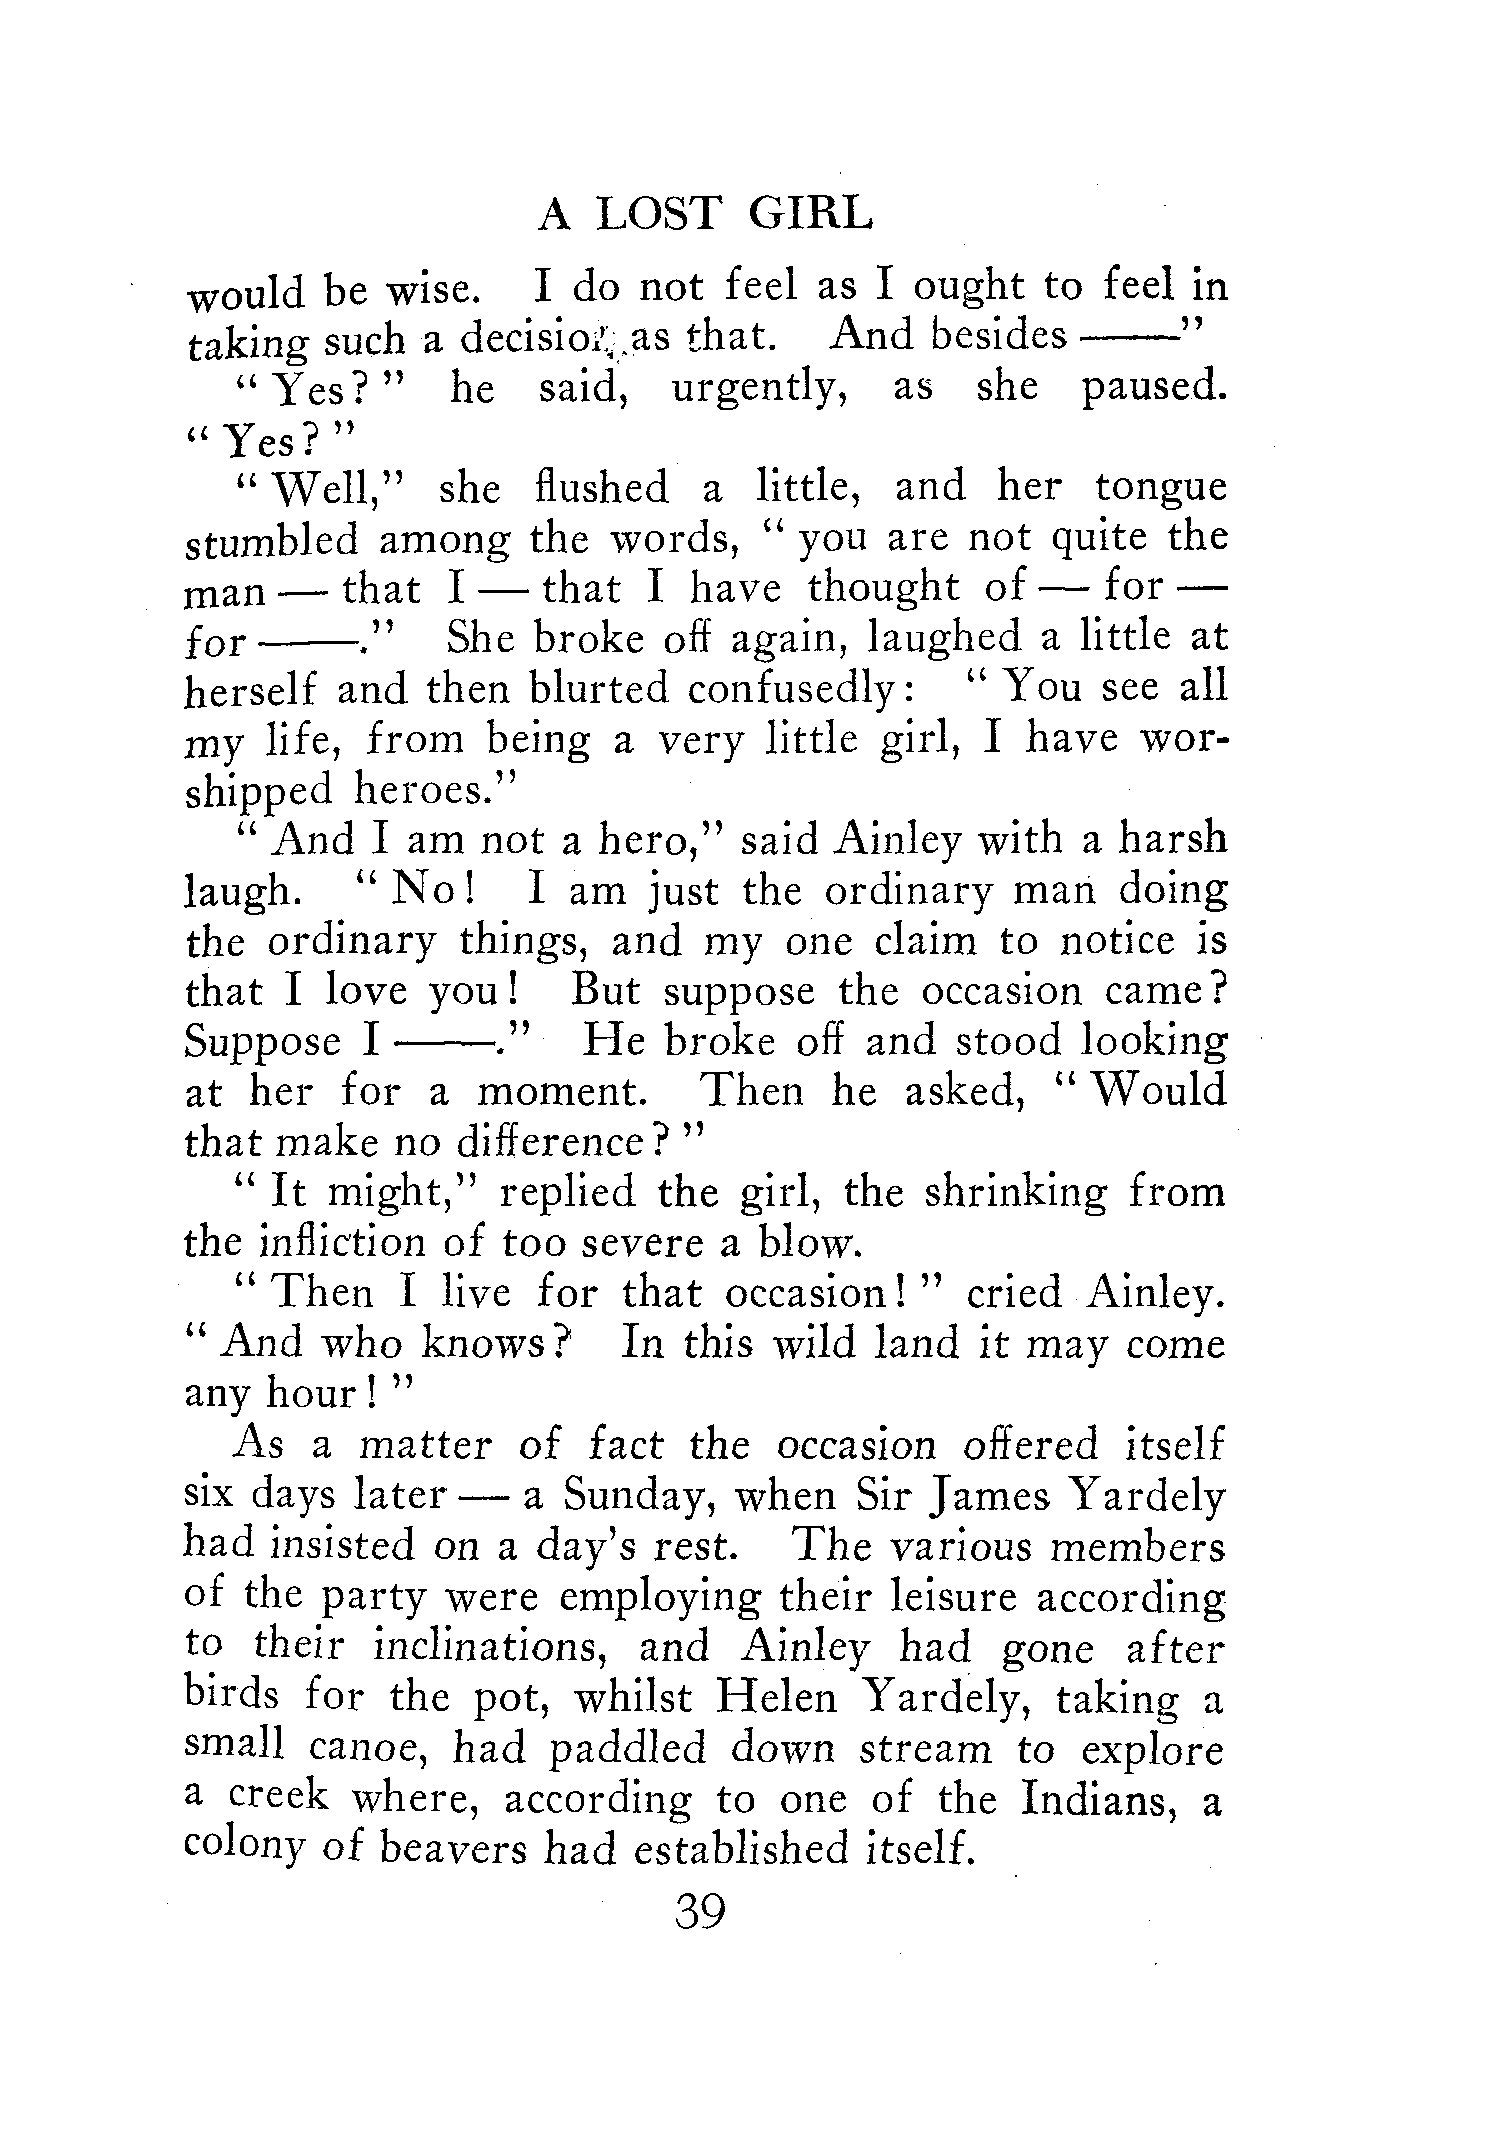 A LOST GIRL
would be wise. I do not feel as I ought to feel in
taking such a decision as that. And besides ——"
" Yes? " he said, urgently, as she paused.
" Yes? "
" Well," she flushed a little, and her tongue
stumbled among the words, " you are not quite the
man — that I — that I have thought of — for —
for ——." She broke off again, laughed a little at
herself and then blurted confusedly: " You see all
my life, from being a very little girl, I have wor-
shipped heroes."
" And I am not a hero," said Ainley with a harsh
laugh. " No! I am just the ordinary man doing
the ordinary things, and my one claim to notice is
that I love you! But suppose the occasion came?
Suppose I ——." He broke off and stood looking
at her for a moment. Then he asked, " Would
that make no difference? "
" It might," replied the girl, the shrinking from
the infliction of too severe a blow.
" Then I live for that occasion! " cried Ainley.
" And who knows? In this wild land it may come
any hour! "
As a matter of fact the occasion offered itself
six days later — a Sunday, when Sir James Yardely
had insisted on a day's rest. The various members
of the party were employing their leisure according
to their inclinations, and Ainley had gone after
birds for the pot, whilst Helen Yardely, taking a
small canoe, had paddled down stream to explore
a creek where, according to one of the Indians, a
colony of beavers had established itself.
39